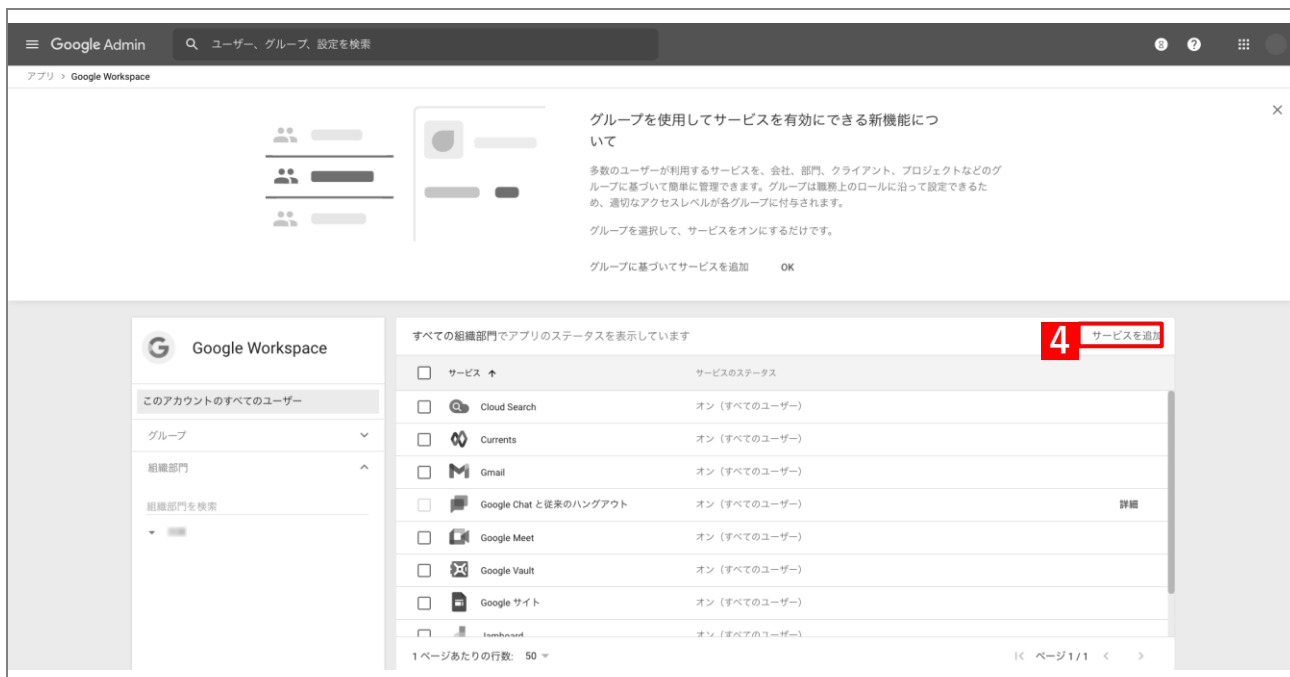 Google Admin
ユーザー、グループ、設定を検索
アプリ > Google Workspace
グループを使用してサービスを有効にできる新機能につ
いて
多数のユーザーが利用するサービスを、会社、部門、クライアント、プロジェクトなどのグ
ループに基づいて簡単に管理できます。グループは職務上のロールに沿って設定できるた
め、適切なアクセスレベルが各グループに付与されます。
グループを選択して、サービスをオンにするだけです。
グループに基づいてサービスを追加 OK
G Google Workspace
このアカウントのすべてのユーザー
グループ
組織部門
組織部門を検索
すべての組織部門でアプリのステータスを表示しています
4 サービスを追加
サービス ↑ サービスのステータス
Cloud Search オン（すべてのユーザー）
Currents オン（すべてのユーザー）
Gmail オン（すべてのユーザー）
Google Chat と従来のハングアウト オン（すべてのユーザー） 詳細
Google Meet オン（すべてのユーザー）
Google Vault オン（すべてのユーザー）
Google サイト オン（すべてのユーザー）
Jamboard オン（すべてのユーザー）
1 ページあたりの行数: 50 ページ 1 / 1